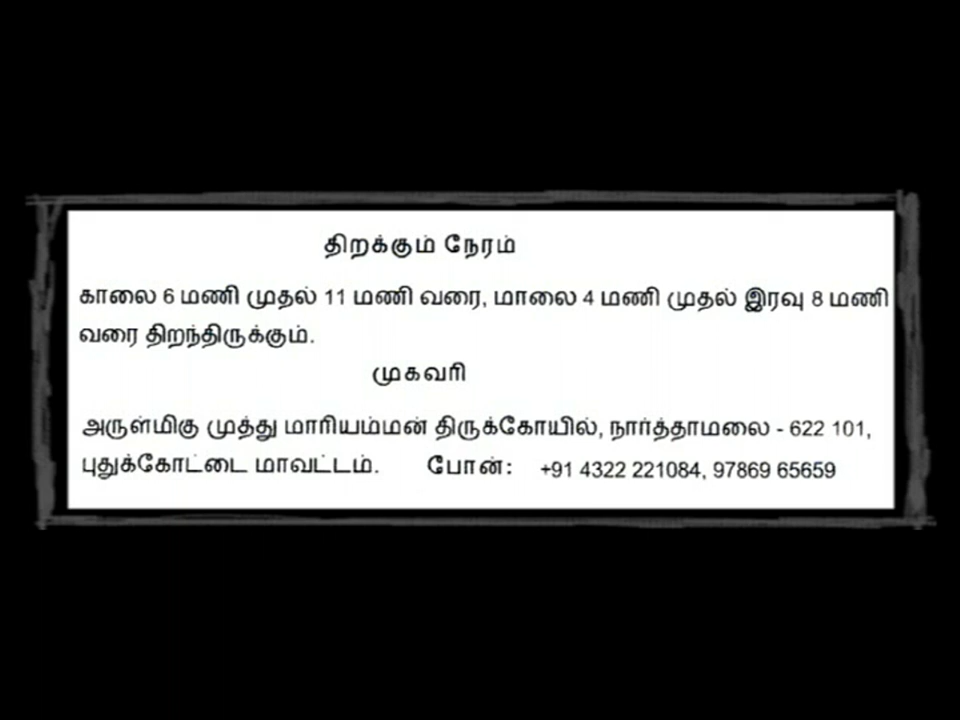 திறக்கும் நேரம்
காலை 6 மணி முதல் 11 மணி வரை, மாலை 4 மணி முதல் இரவு 8 மணி
வரை திறந்திருக்கும்.
முகவரி
அருள்மிகு முத்து மாரியம்மன் திருக்கோயில், நார்த்தாமலை - 622 101,
புதுக்கோட்டை மாவட்டம். போன்: +91 4322 221084, 97869 65659